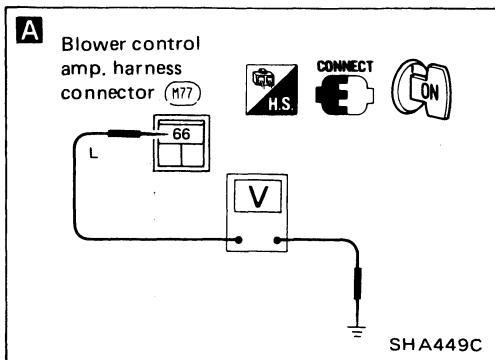 A
Blower control
amp. harness
connector (M77)
H.S.
CONNECT
ON
66
L
V
SHA449C